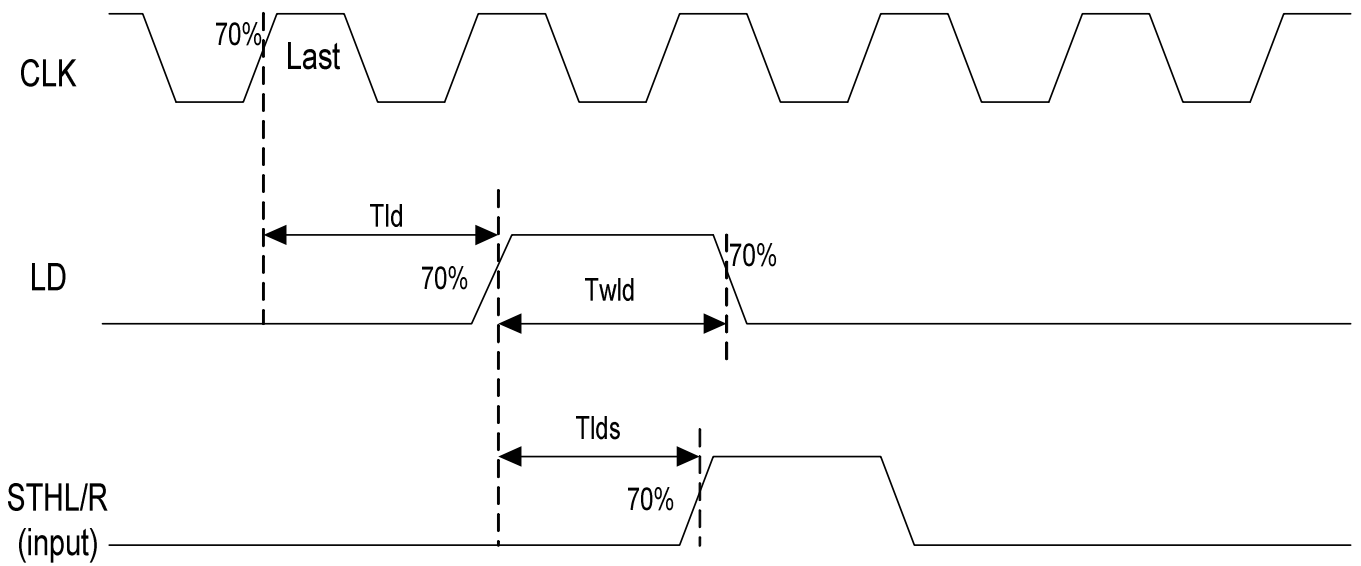 70%
Last
CLK
Tld
70%
70%
LD
Twld
Tlds
70%
STHL/R
(input)